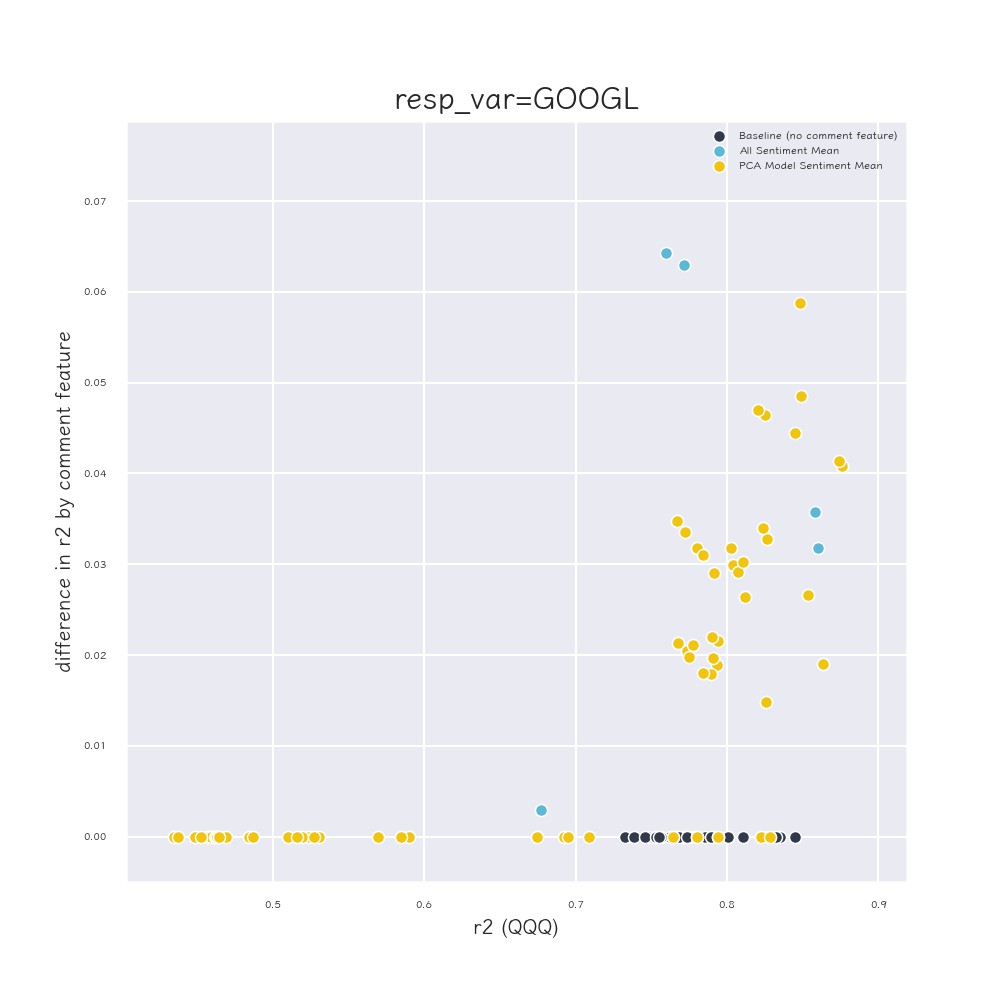 resp_var=GOOGL
Baseline (no comment feature)
All Sentiment Mean
PCA Model Sentiment Mean
0.07
0.06
0.05
0.04
0.03
0.02
0.01
0.00
difference in r2 by comment feature
0.5
0.6
0.7
0.8
0.9
r2 (QQQ)